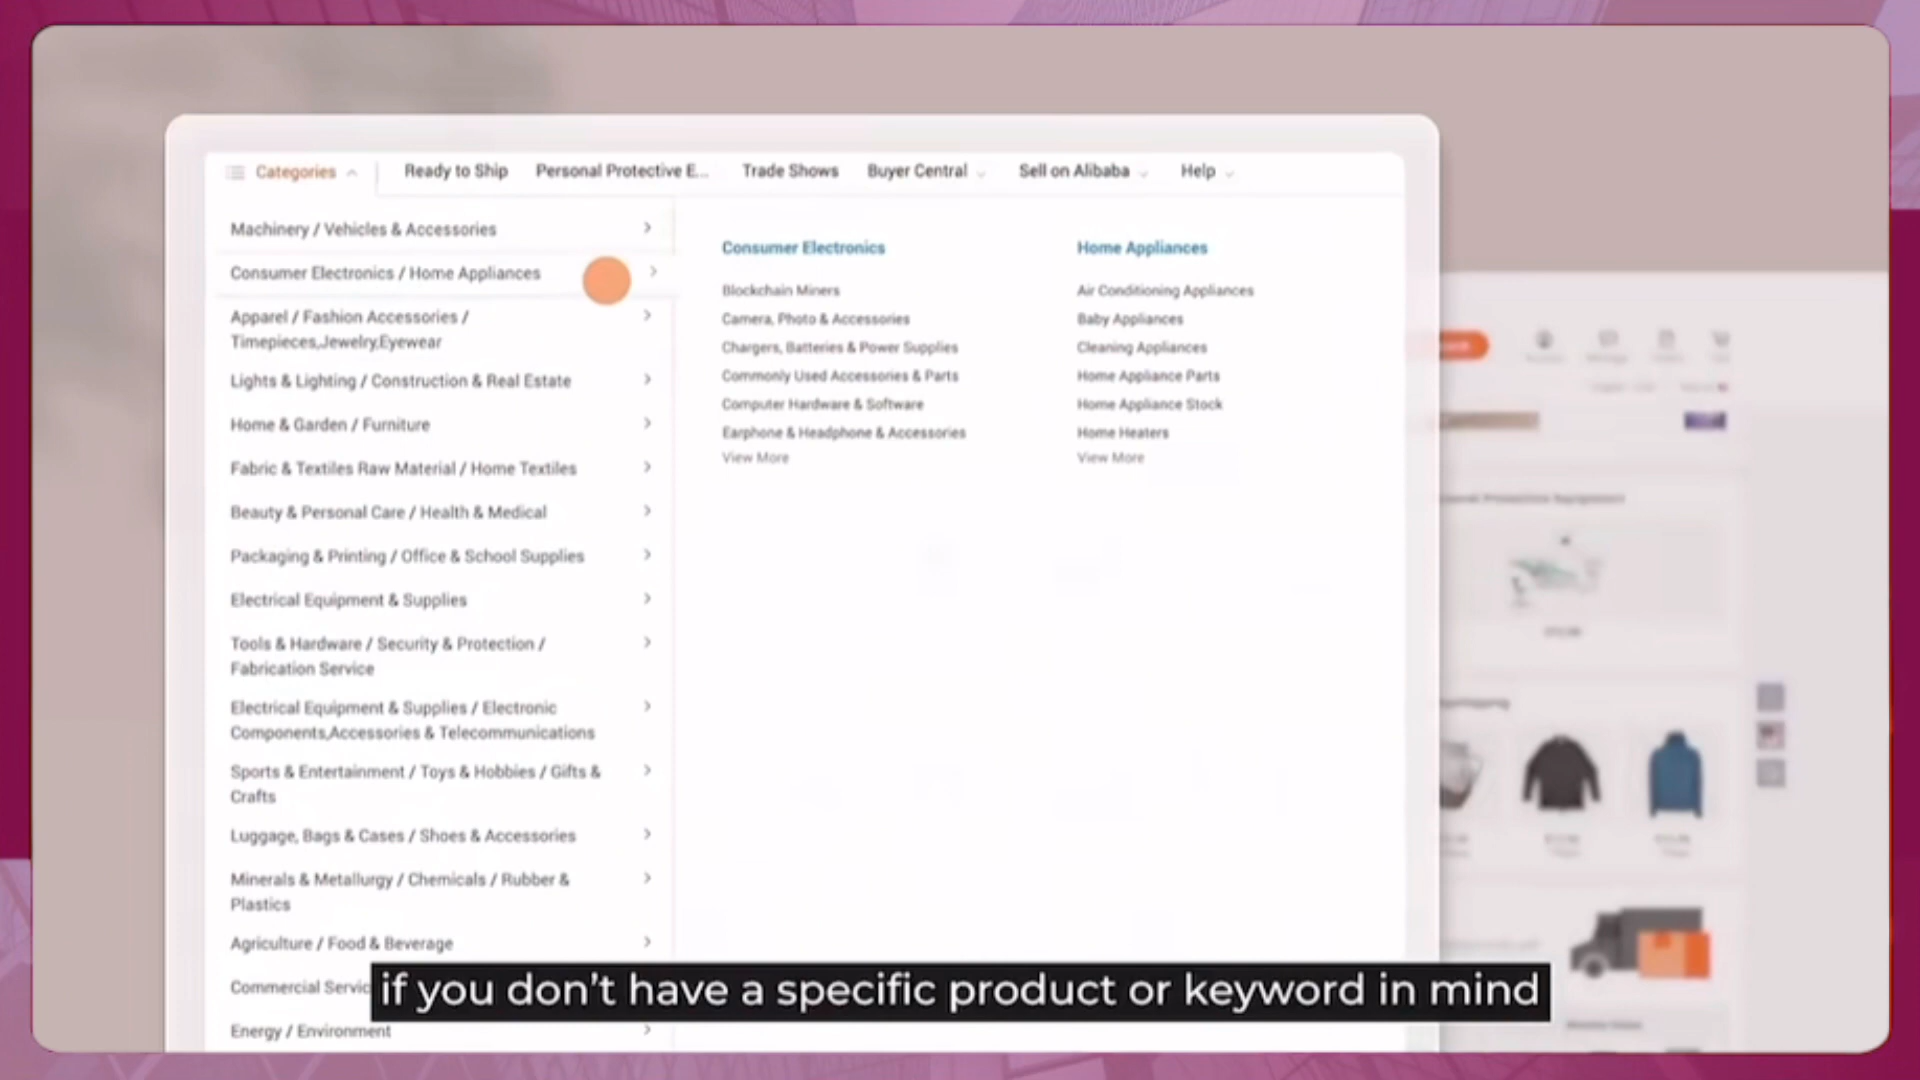 Categories
Ready to Ship
Personal Protective E...
Trade Shows
Buyer Central
Sell on Alibaba
Help
Machinery / Vehicles & Accessories
Consumer Electronics / Home Appliances
Apparel / Fashion Accessories /
Timepieces,Jewelry,Eyewear
Lights & Lighting / Construction & Real Estate
Home & Garden / Furniture
Fabric & Textiles Raw Material / Home Textiles
Beauty & Personal Care / Health & Medical
Packaging & Printing / Office & School Supplies
Electrical Equipment & Supplies
Tools & Hardware / Security & Protection /
Fabrication Service
Electrical Equipment & Supplies / Electronic
Components,Accessories & Telecommunications
Sports & Entertainment / Toys & Hobbies / Gifts &
Crafts
Luggage, Bags & Cases / Shoes & Accessories
Minerals & Metallurgy / Chemicals / Rubber &
Plastics
Agriculture / Food & Beverage
Commercial
Energy / Environment
Consumer Electronics
Blockchain Miners
Camera, Photo & Accessories
Chargers, Batteries & Power Supplies
Commonly Used Accessories & Parts
Computer Hardware & Software
Earphone & Headphone & Accessories
View More
Home Appliances
Air Conditioning Appliances
Baby Appliances
Cleaning Appliances
Home Appliance Parts
Home Appliance Stock
Home Heaters
View More
if you don't have a specific product or keyword in mind